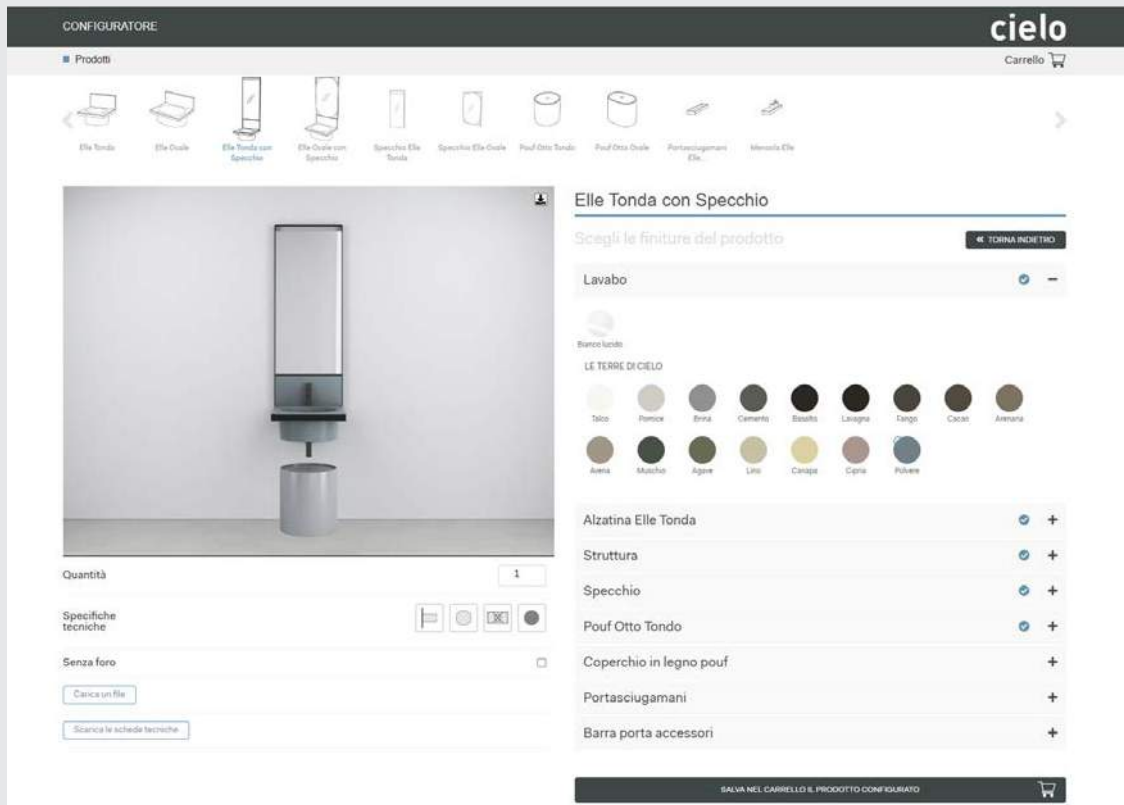 CONFIGURATORE
cielo
Prodotti
Carrello
Elle Tonda
Elle Ovale
Elle Tonda con Specchio
Elle Ovale con Specchio
Specchio Elle Tonda
Specchio Elle Ovale
Pouf Otto Tondo
Pouf Otto Ovale
Portasciugamani Elle...
Mensola Elle
Elle Tonda con Specchio
Scegli le finiture del prodotto
« TORNA INDIETRO
Lavabo
Bianco lucido
LE TERRE DI CIELO
Talco Pomice Brina Cemento Basalto Lavagna Fango Cacao Arenaria
Avena Muschio Agave Lino Canapa Cipria Polvere
Alzatina Elle Tonda
Struttura
Specchio
Pouf Otto Tondo
Coperchio in legno pouf
Portasciugamani
Barra porta accessori
SALVA NEL CARRELLO IL PRODOTTO CONFIGURATO
Quantità 1
Specifiche
tecniche
Senza foro
Carica un file
Scarica le schede tecniche